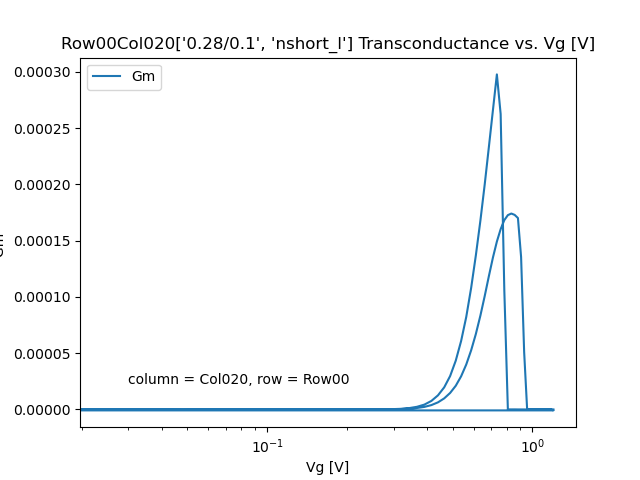 Row00Col020['0.28/0.1', 'nshort_l'] Transconductance vs. Vg [V]
Gm
0.00030
0.00025
0.00020
0.00015
0.00010
0.00005
0.00000
column = Col020, row = Row00
10⁻¹
10⁰
Vg [V]